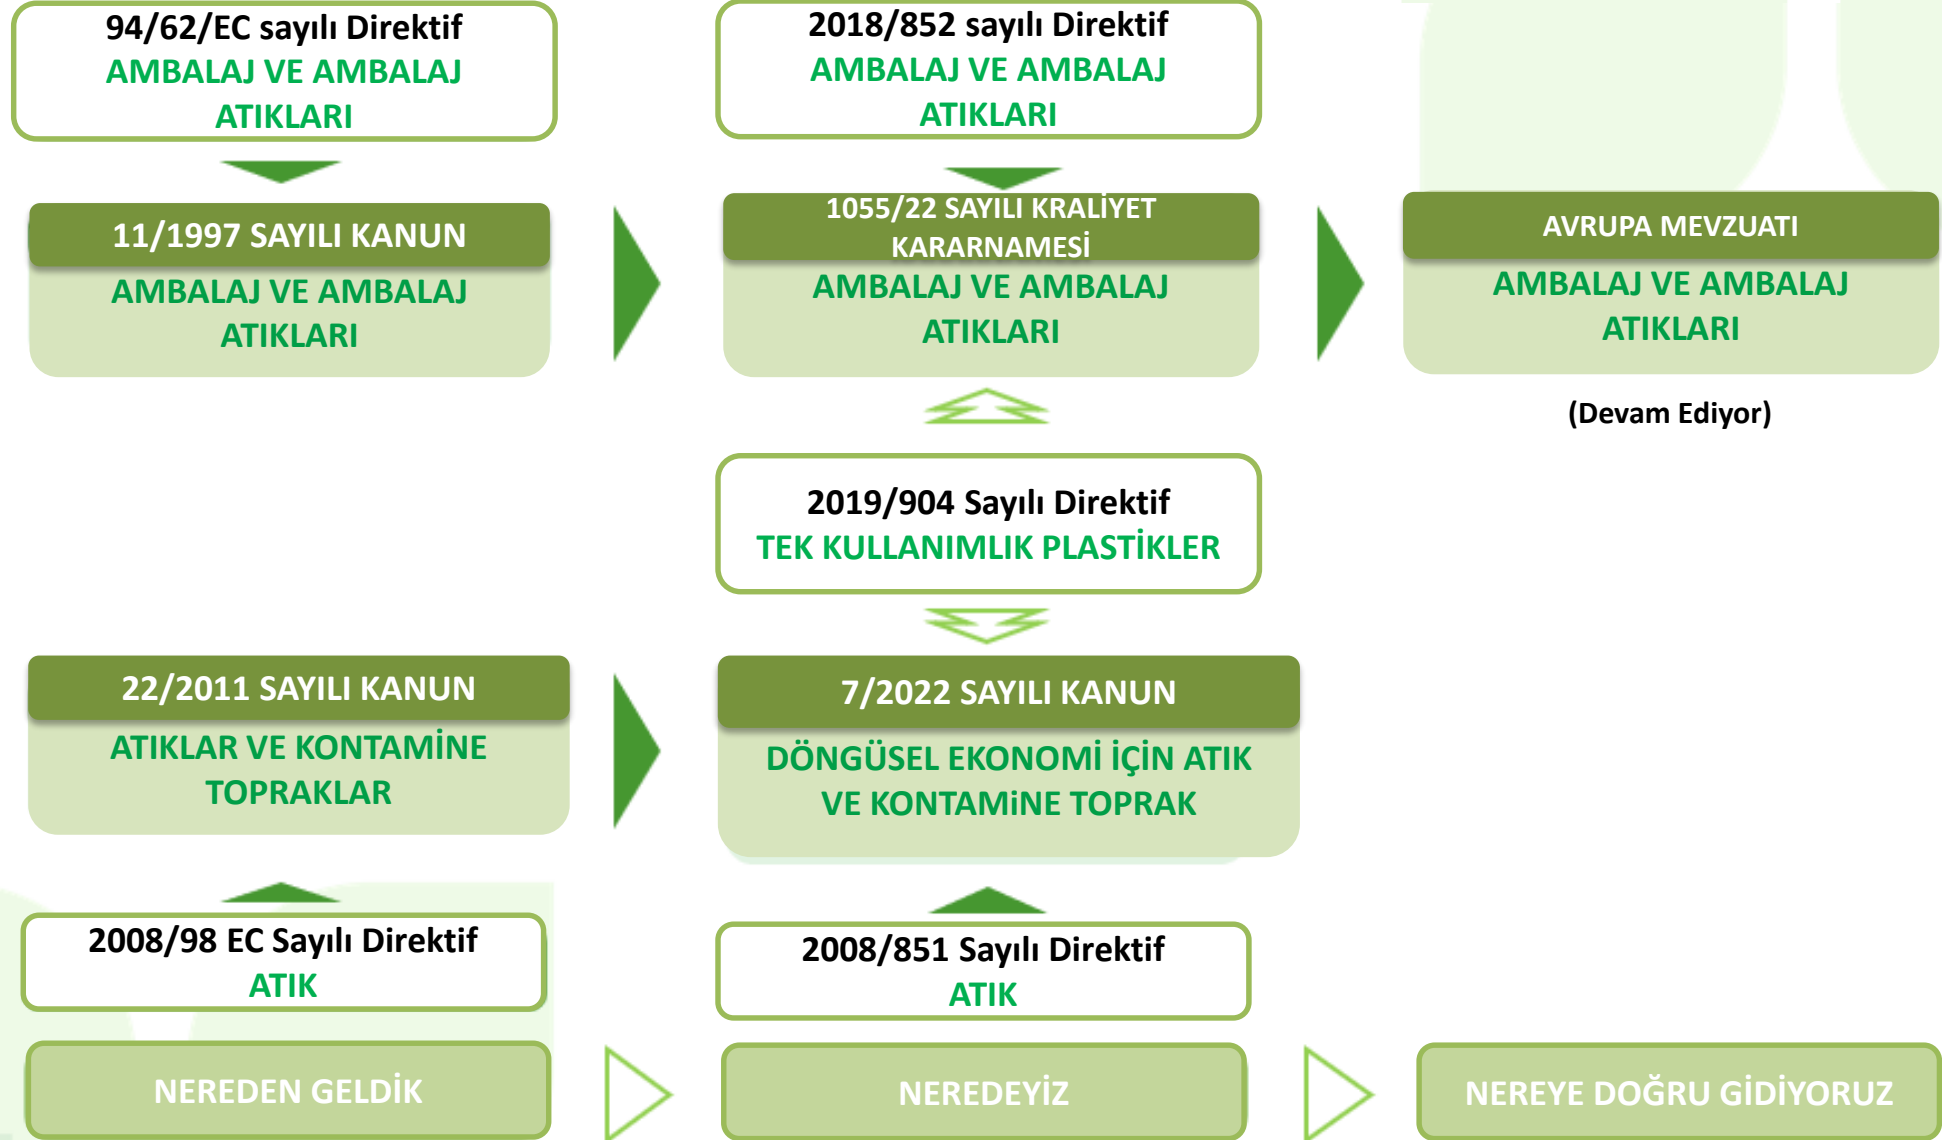 94/62/EC sayılı Direktif
AMBALAJ VE AMBALAJ
ATIKLARI
2018/852 sayılı Direktif
AMBALAJ VE AMBALAJ
ATIKLARI
11/1997 SAYILI KANUN
AMBALAJ VE AMBALAJ
ATIKLARI
1055/22 SAYILI KRALİYET
KARARNAMESİ
AMBALAJ VE AMBALAJ
ATIKLARI
AVRUPA MEVZUATI
AMBALAJ VE AMBALAJ
ATIKLARI
(Devam Ediyor)
2019/904 Sayılı Direktif
TEK KULLANIMLIK PLASTİKLER
22/2011 SAYILI KANUN
ATIKLAR VE KONTAMİNE
TOPRAKLAR
7/2022 SAYILI KANUN
DÖNGÜSEL EKONOMİ İÇİN ATIK
VE KONTAMiNE TOPRAK
2008/98 EC Sayılı Direktif
ATIK
2008/851 Sayılı Direktif
ATIK
NEREDEN GELDİK
NEREDEYİZ
NEREYE DOĞRU GİDİYORUZ